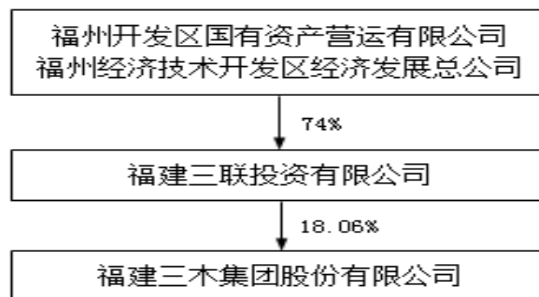 福州开发区国有资产营运有限公司
福州经济技术开发区经济发展总公司
74%
福建三联投资有限公司
18.06%
福建三木集团股份有限公司